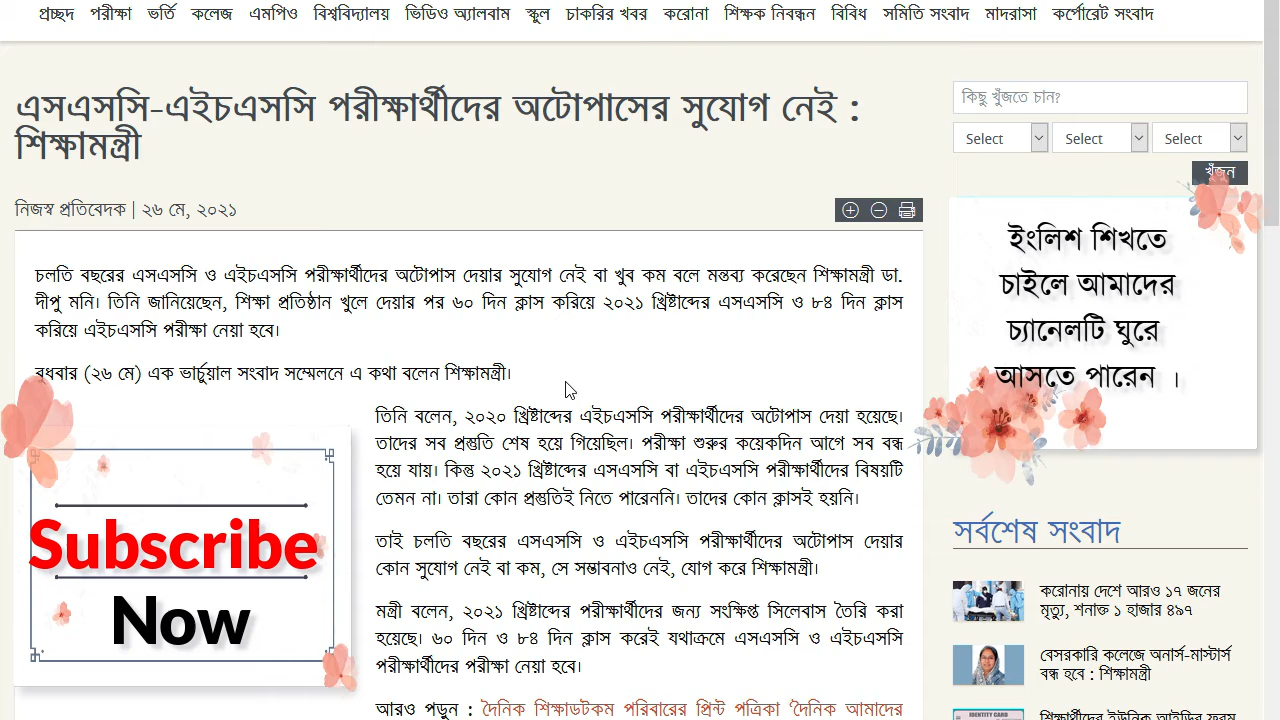 প্রচ্ছদ পরীক্ষা ভর্তি কলেজ এমপিও বিশ্ববিদ্যালয় ভিডিও অ্যালবাম স্কুল চাকরির খবর করোনা শিক্ষক নিবন্ধন বিবিধ সমিতি সংবাদ মাদরাসা কর্পোরেট সংবাদ
এসএসসি-এইচএসসি পরীক্ষার্থীদের অটোপাসের সুযোগ নেই :
শিক্ষামন্ত্রী
নিজস্ব প্রতিবেদক | ২৬ মে, ২০২১
চলতি বছরের এসএসসি ও এইচএসসি পরীক্ষার্থীদের অটোপাস দেয়ার সুযোগ নেই বা খুব কম বলে মন্তব্য করেছেন শিক্ষামন্ত্রী ডা.
দীপু মনি। তিনি জানিয়েছেন, শিক্ষা প্রতিষ্ঠান খুলে দেয়ার পর ৬০ দিন ক্লাস করিয়ে ২০২১ খ্রিষ্টাব্দের এসএসসি ও ৮৪ দিন ক্লাস
করিয়ে এইচএসসি পরীক্ষা নেয়া হবে।
বুধবার (২৬ মে) এক ভার্চুয়াল সংবাদ সম্মেলনে এ কথা বলেন শিক্ষামন্ত্রী।
তিনি বলেন, ২০২০ খ্রিষ্টাব্দের এইচএসসি পরীক্ষার্থীদের অটোপাস দেয়া হয়েছে।
তাদের সব প্রস্তুতি শেষ হয়ে গিয়েছিল। পরীক্ষা শুরুর কয়েকদিন আগে সব বন্ধ
হয়ে যায়। কিন্তু ২০২১ খ্রিষ্টাব্দের এসএসসি বা এইচএসসি পরীক্ষার্থীদের বিষয়টি
তেমন না। তারা কোন প্রস্তুতিই নিতে পারেননি। তাদের কোন ক্লাসই হয়নি।
তাই চলতি বছরের এসএসসি ও এইচএসসি পরীক্ষার্থীদের অটোপাস দেয়ার
কোন সুযোগ নেই বা কম, সে সম্ভাবনাও নেই, যোগ করে শিক্ষামন্ত্রী।
মন্ত্রী বলেন, ২০২১ খ্রিষ্টাব্দের পরীক্ষার্থীদের জন্য সংক্ষিপ্ত সিলেবাস তৈরি করা
হয়েছে। ৬০ দিন ও ৮৪ দিন ক্লাস করেই যথাক্রমে এসএসসি ও এইচএসসি
পরীক্ষার্থীদের পরীক্ষা নেয়া হবে।
আরও পড়ুন : দৈনিক শিক্ষাডটকম পরিবারের প্রিন্ট পত্রিকা 'দৈনিক আমাদের
Subscribe
Now
কিছু খুঁজতে চান?
Select Select Select
খুঁজুন
ইংলিশ শিখতে
চাইলে আমাদের
চ্যানেলটি ঘুরে
আসতে পারেন ।
সর্বশেষ সংবাদ
করোনায় দেশে আরও ১৭ জনের
মৃত্যু, শনাক্ত ১ হাজার ৪৯৭
বেসরকারি কলেজে অনার্স-মাস্টার্স
বন্ধ হবে : শিক্ষামন্ত্রী
IDENTITY CARD
শিক্ষার্থীদের ইউনিক আইডির ফরম